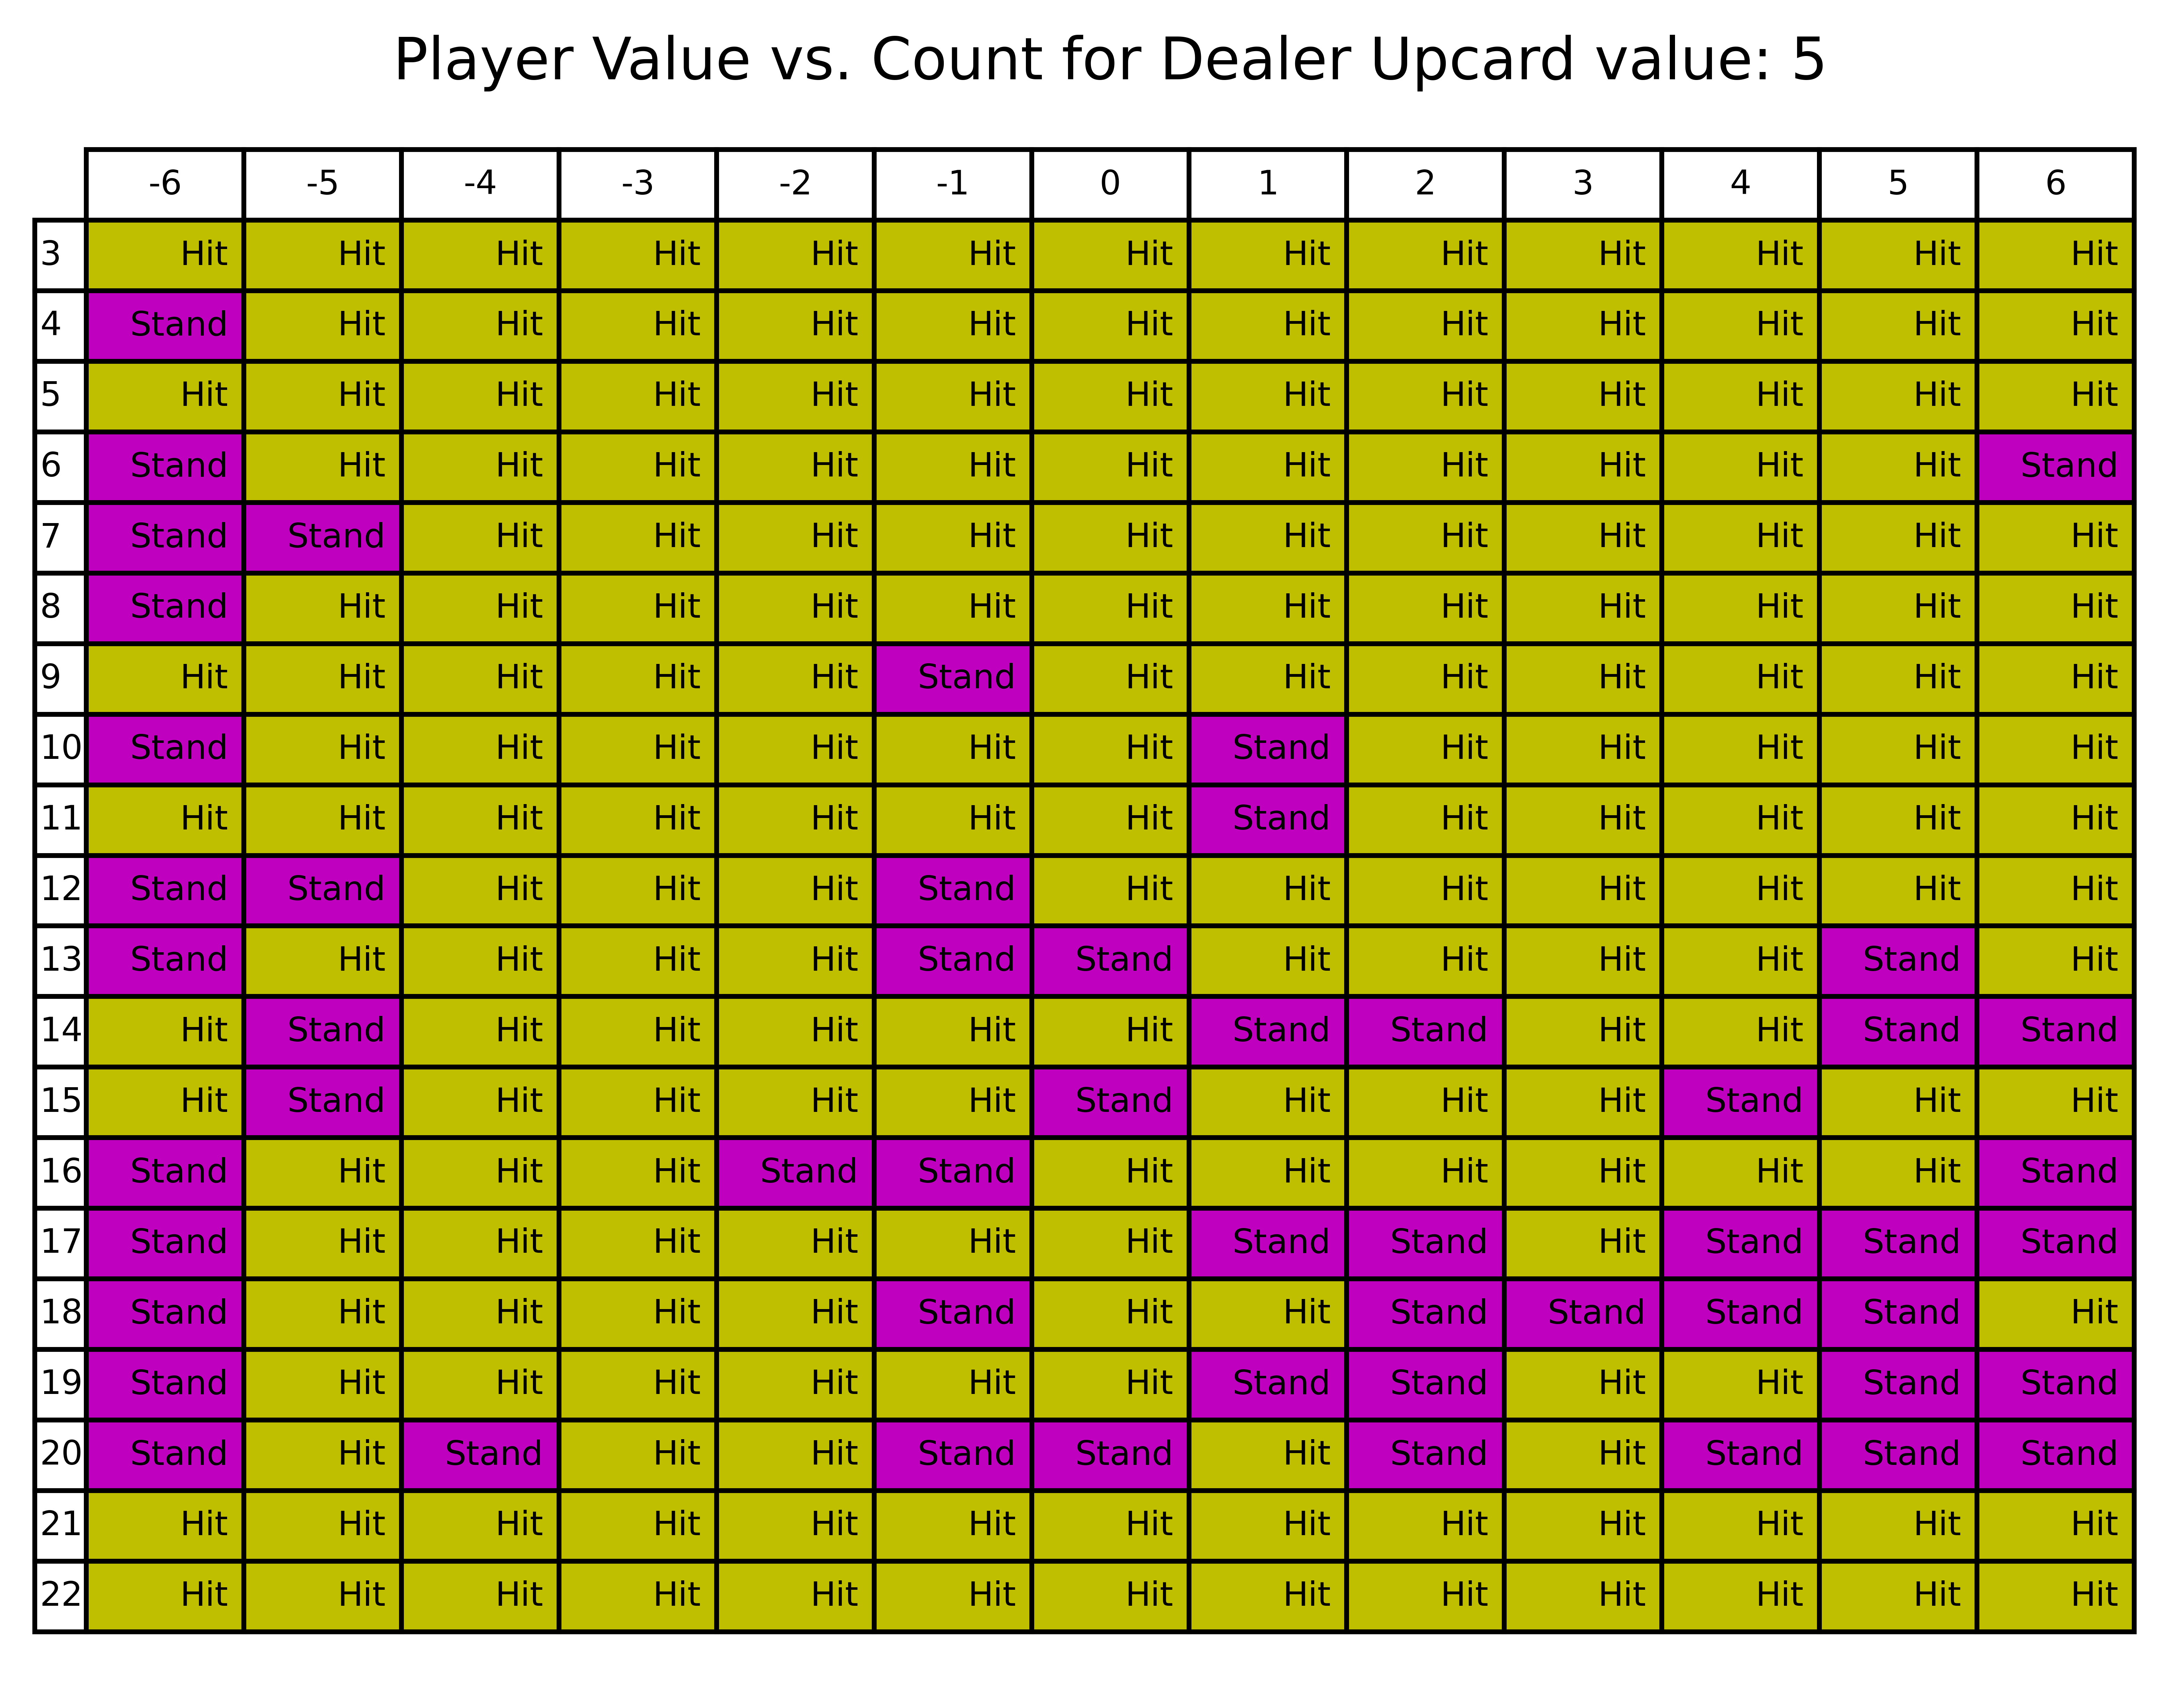 Player Value vs. Count for Dealer Upcard value: 5
-6 -5 -4 -3 -2 -1 0 1 2 3 4 5 6
3 Hit Hit Hit Hit Hit Hit Hit Hit Hit Hit Hit Hit Hit
4 Stand Hit Hit Hit Hit Hit Hit Hit Hit Hit Hit Hit Hit
5 Hit Hit Hit Hit Hit Hit Hit Hit Hit Hit Hit Hit Hit
6 Stand Hit Hit Hit Hit Hit Hit Hit Hit Hit Hit Hit Stand
7 Stand Stand Hit Hit Hit Hit Hit Hit Hit Hit Hit Hit Hit
8 Stand Hit Hit Hit Hit Hit Hit Hit Hit Hit Hit Hit Hit
9 Hit Hit Hit Hit Hit Stand Hit Hit Hit Hit Hit Hit Hit
10 Stand Hit Hit Hit Hit Hit Hit Stand Hit Hit Hit Hit Hit
11 Hit Hit Hit Hit Hit Hit Hit Stand Hit Hit Hit Hit Hit
12 Stand Stand Hit Hit Hit Stand Hit Hit Hit Hit Hit Hit Hit
13 Stand Hit Hit Hit Hit Stand Stand Hit Hit Hit Hit Stand Hit
14 Hit Stand Hit Hit Hit Hit Hit Stand Stand Hit Hit Stand Stand
15 Hit Stand Hit Hit Hit Hit Stand Hit Hit Hit Stand Hit Hit
16 Stand Hit Hit Hit Stand Stand Hit Hit Hit Hit Hit Hit Stand
17 Stand Hit Hit Hit Hit Hit Hit Stand Stand Hit Stand Stand Stand
18 Stand Hit Hit Hit Hit Stand Hit Hit Stand Stand Stand Stand Hit
19 Stand Hit Hit Hit Hit Hit Hit Stand Stand Hit Hit Stand Stand
20 Stand Hit Stand Hit Hit Stand Stand Hit Stand Hit Stand Stand Stand
21 Hit Hit Hit Hit Hit Hit Hit Hit Hit Hit Hit Hit Hit
22 Hit Hit Hit Hit Hit Hit Hit Hit Hit Hit Hit Hit Hit